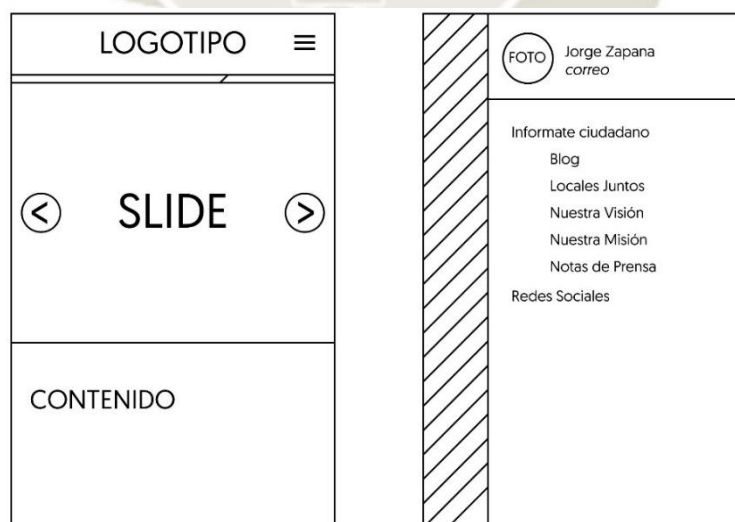 LOGOTIPO
SLIDE
CONTENIDO
FOTO
Jorge Zapana
correo
Informate ciudadano
Blog
Locales Juntos
Nuestra Visión
Nuestra Misión
Notas de Prensa
Redes Sociales